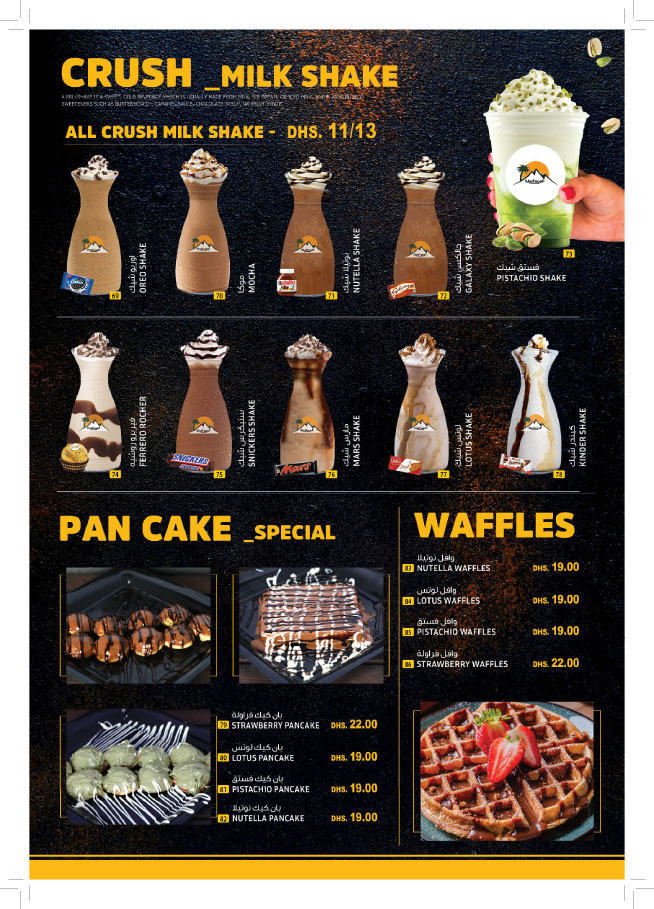 CRUSH _MILK SHAKE
ALL CRUSH MILK SHAKE - DHS. 11/13
اوريو شيك
OREO SHAKE
69
موكا
MOCHA
70
نوتيلا شيك
NUTELLA SHAKE
nutella
71
جالكسي شيك
GALAXY SHAKE
Galaxy
72
73
فستق شيك
PISTACHIO SHAKE
فيريرو روشيه
FERRERO ROCHER
74
سنيكرس شيك
SNICKERS SHAKE
SNICKERS
75
مارس شيك
MARS SHAKE
Mars
76
لوتس شيك
LOTUS SHAKE
77
كيندر شيك
KINDER SHAKE
78
PAN CAKE _SPECIAL
بان كيك فراولة
79 STRAWBERRY PANCAKE DHS. 22.00
بان كيك لوتس
80 LOTUS PANCAKE DHS. 19.00
بان كيك فستق
81 PISTACHIO PANCAKE DHS. 19.00
بان كيك نوتيلا
82 NUTELLA PANCAKE DHS. 19.00
WAFFLES
وافل نوتيلا
83 NUTELLA WAFFLES DHS. 19.00
وافل لوتس
84 LOTUS WAFFLES DHS. 19.00
وافل فستق
85 PISTACHIO WAFFLES DHS. 19.00
وافل فراولة
86 STRAWBERRY WAFFLES DHS. 22.00